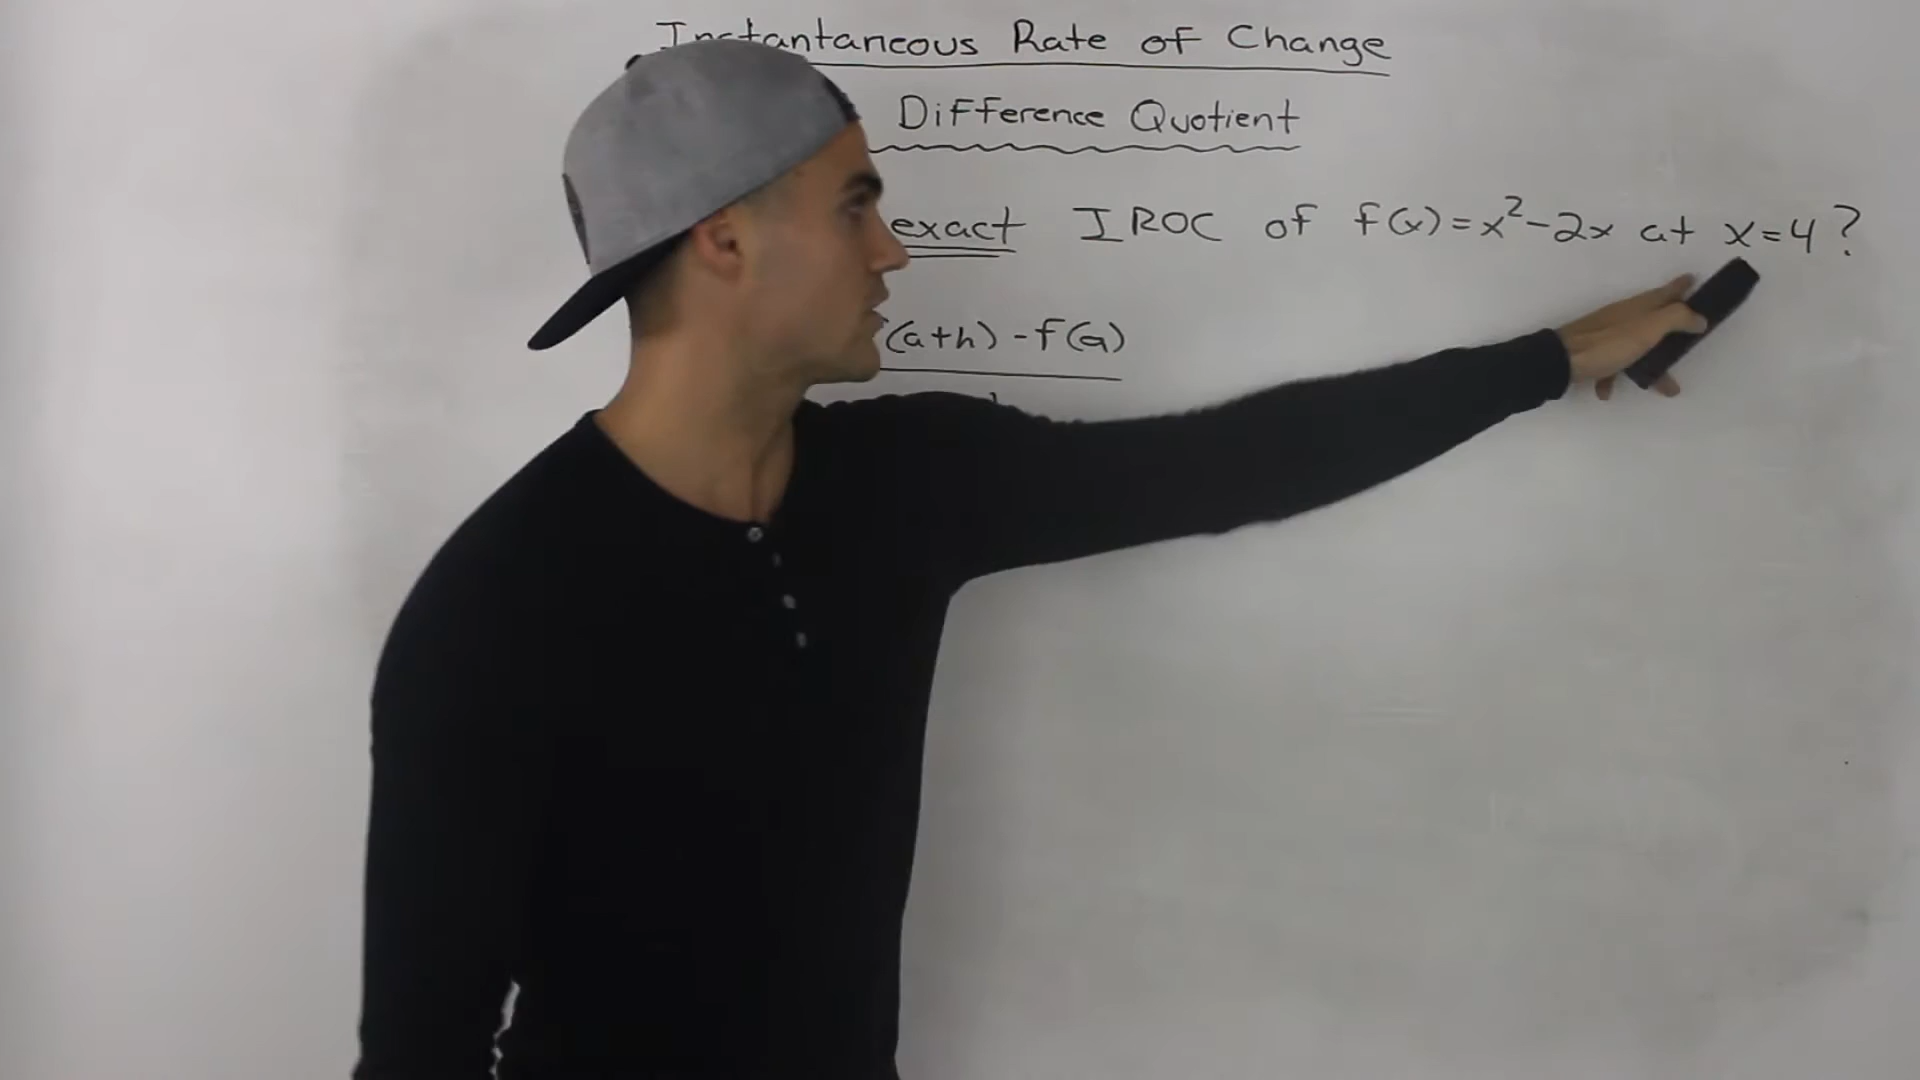 Instantaneous Rate of Change
Difference Quotient
exact IROC of f(x)=x²-2x at x=4?
(a+h)-f(a)